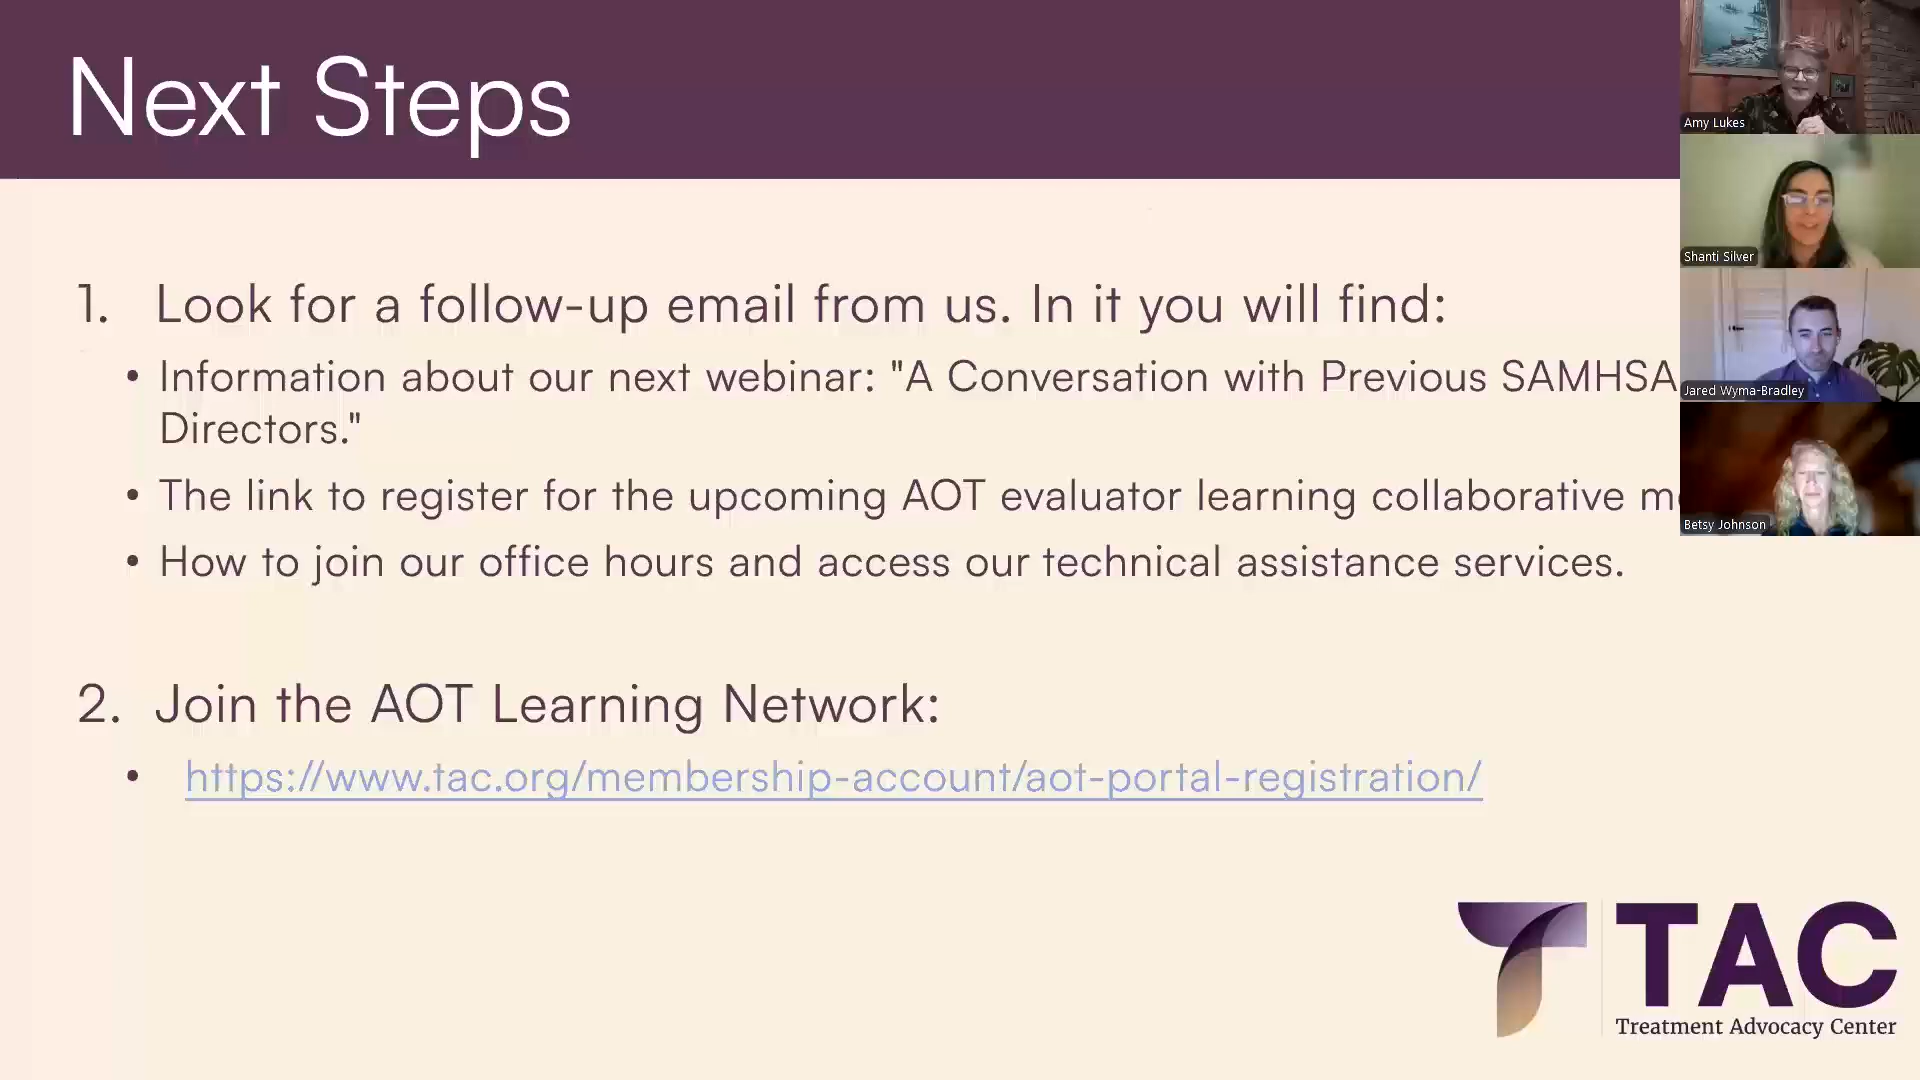 Next Steps
1. Look for a follow-up email from us. In it you will find:
• Information about our next webinar: "A Conversation with Previous SAMHSA
Directors."
• The link to register for the upcoming AOT evaluator learning collaborative
• How to join our office hours and access our technical assistance services.
2. Join the AOT Learning Network:
• https://www.tac.org/membership-account/aot-portal-registration/
Amy Lukes
Shanti Silver
Jared Wyma-Bradley
Betsy Johnson
TAC
Treatment Advocacy Center